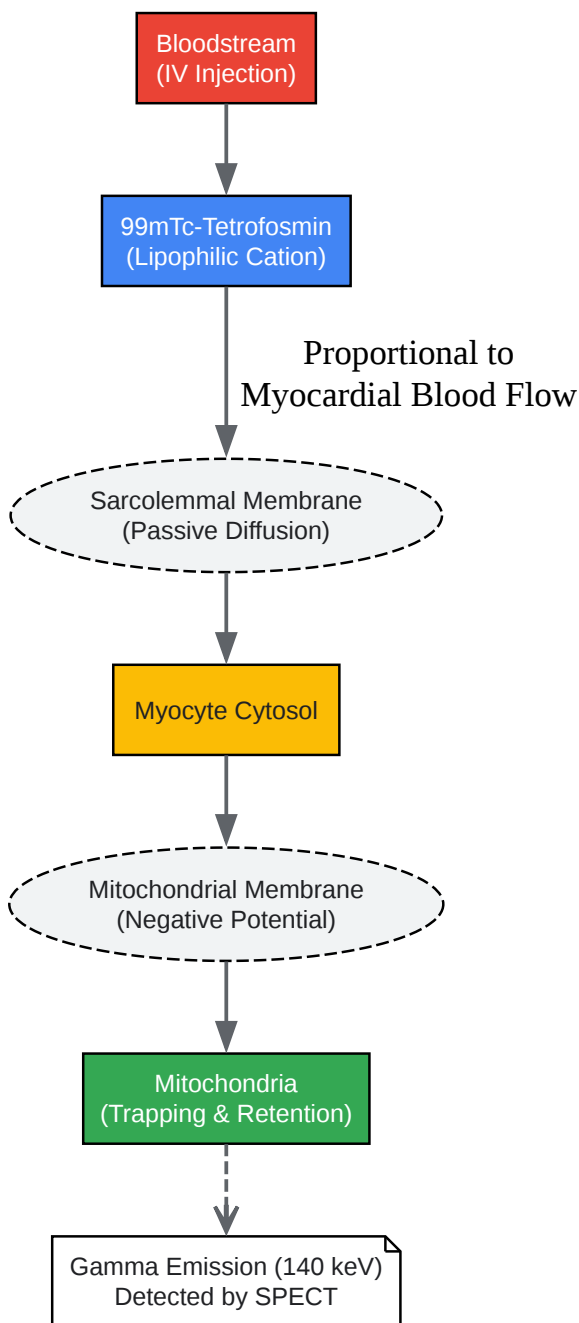 Bloodstream
(IV Injection)
99mTc-Tetrofosmin
(Lipophilic Cation)
Proportional to
Myocardial Blood Flow
Sarcolemmal Membrane
(Passive Diffusion)
Myocyte Cytosol
Mitochondrial Membrane
(Negative Potential)
Mitochondria
(Trapping & Retention)
Gamma Emission (140 keV)
Detected by SPECT